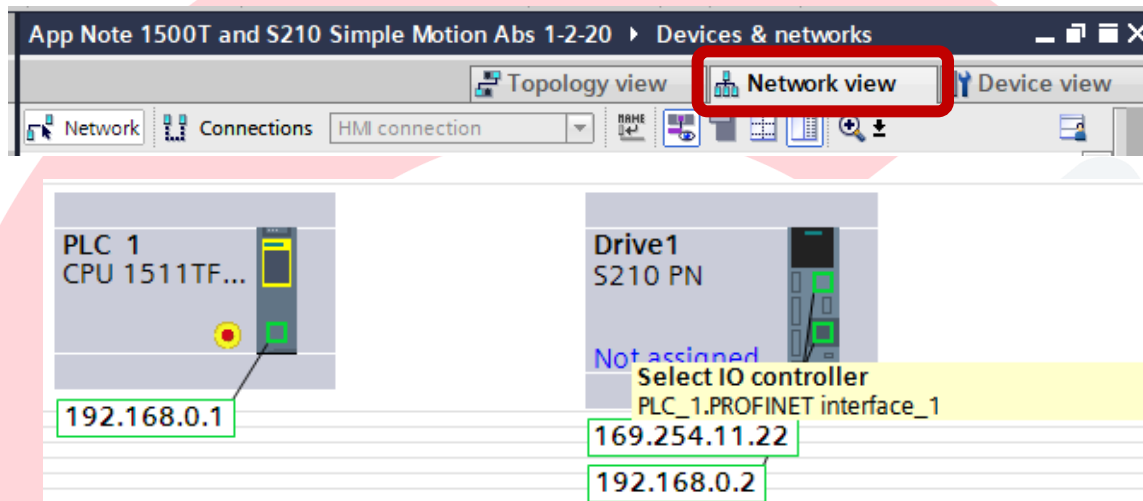 App Note 1500T and S210 Simple Motion Abs 1-2-20 ▸ Devices & networks
Topology view Network view Device view
Network Connections HMI connection NAME
PLC_1
CPU 1511TF...
192.168.0.1
Drive1
S210 PN
Not assigned
Select IO controller
PLC_1.PROFINET interface_1
169.254.11.22
192.168.0.2